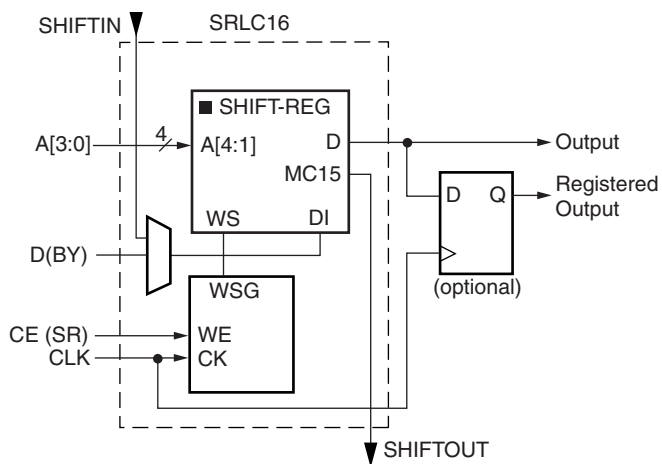 SHIFTIN
SRLC16
SHIFT-REG
A[3:0]
4
A[4:1]
D
Output
MC15
D Q
Registered
Output
WS
DI
D(BY)
WSG
(optional)
CE (SR)
WE
CLK
CK
SHIFTOUT